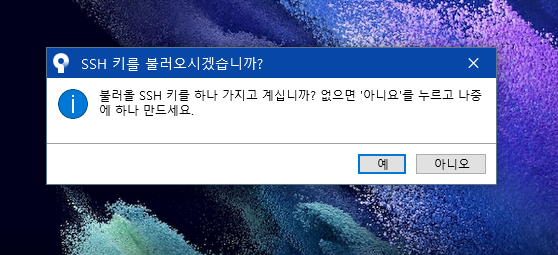 SSH 키를 불러오시겠습니까?
불러올 SSH 키를 하나 가지고 계십니까? 없으면 '아니요'를 누르고 나중
에 하나 만드세요.
예
아니오